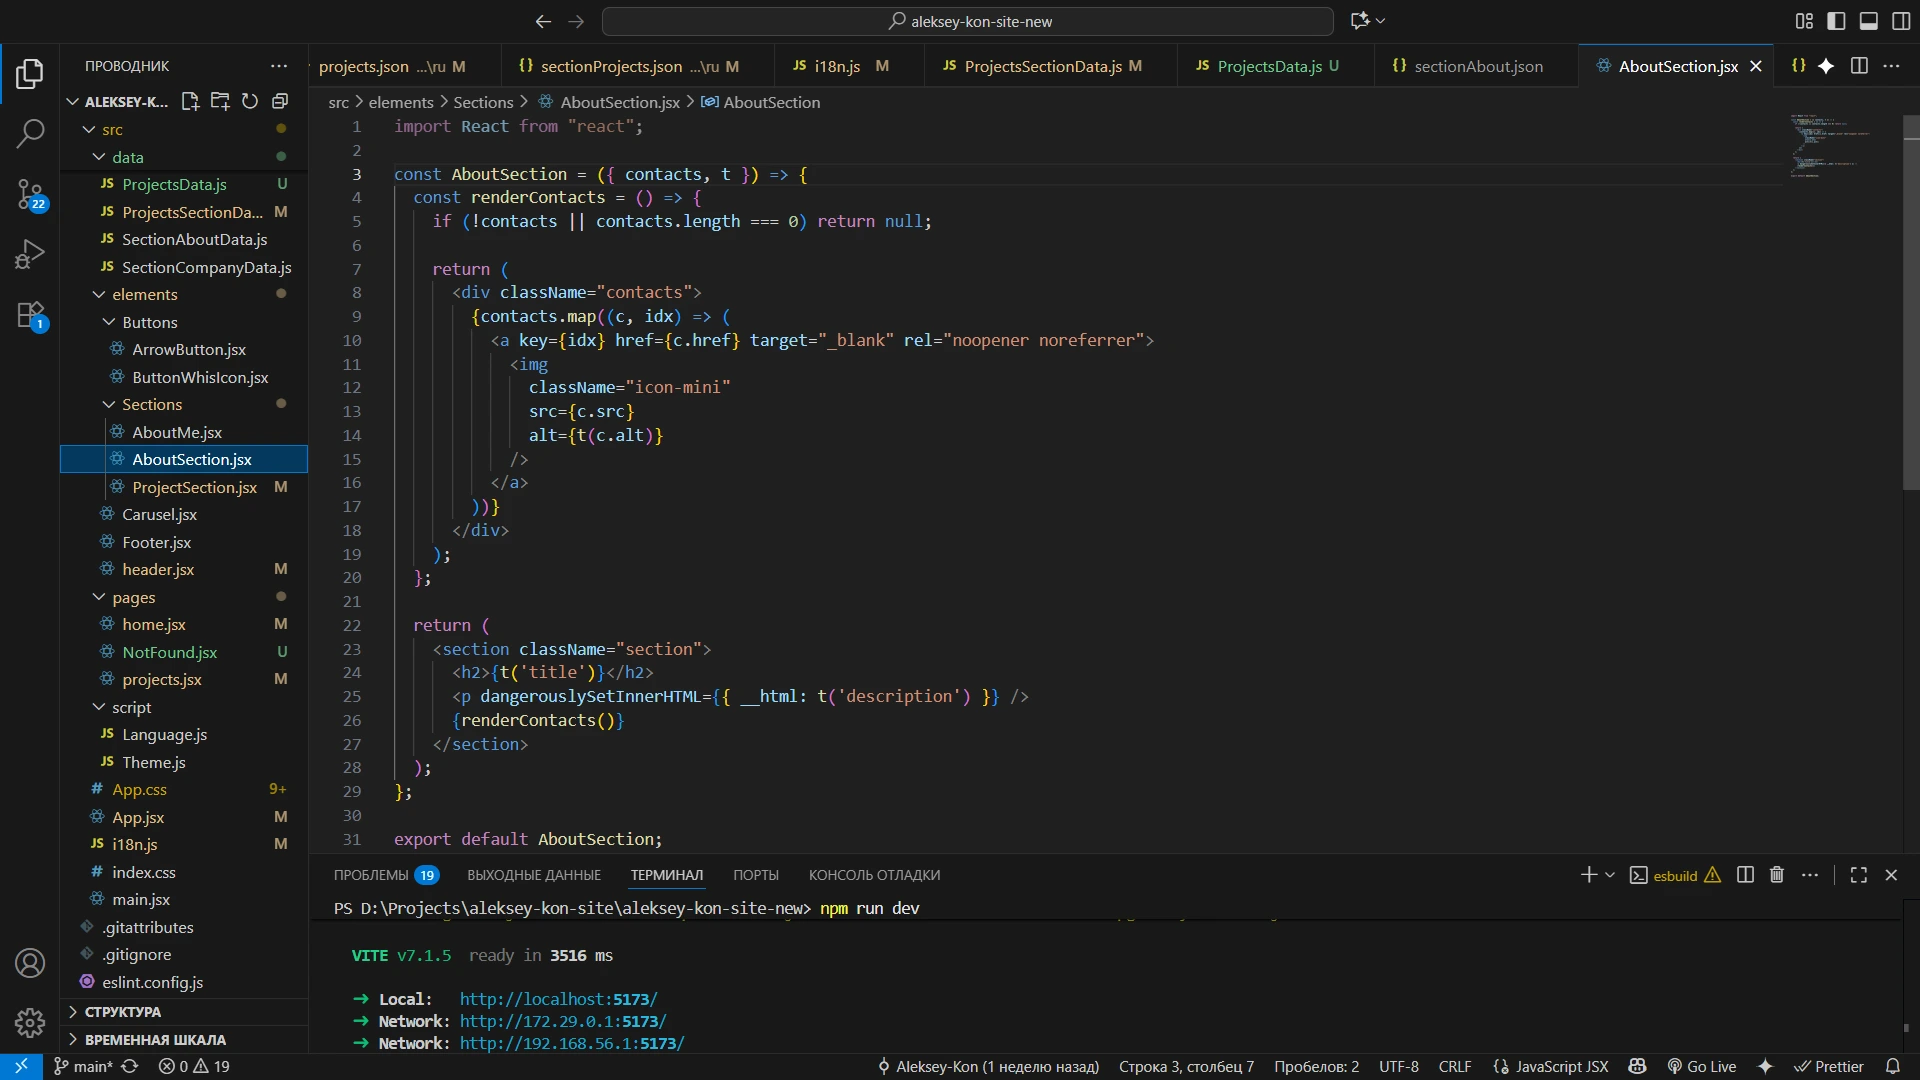 aleksey-kon-site-new
ПРОВОДНИК
projects.json ...\ru M
sectionProjects.json ...\ru M
JS i18n.js M
JS ProjectsSectionData.js M
JS ProjectsData.js U
sectionAbout.json
AboutSection.jsx
ALEKSEY-K...
src > elements > Sections > AboutSection.jsx > AboutSection
src
data
JS ProjectsData.js U
JS ProjectsSectionDa... M
JS SectionAboutData.js
JS SectionCompanyData.js
elements
Buttons
ArrowButton.jsx
ButtonWhisIcon.jsx
Sections
AboutMe.jsx
AboutSection.jsx
ProjectSection.jsx M
Carusel.jsx
Footer.jsx
header.jsx M
pages
home.jsx M
NotFound.jsx U
projects.jsx M
script
JS Language.js
JS Theme.js
# App.css 9+
App.jsx M
JS i18n.js M
# index.css
main.jsx
.gitattributes
.gitignore
eslint.config.js
СТРУКТУРА
ВРЕМЕННАЯ ШКАЛА
22
1
1 import React from "react";
2
3 const AboutSection = ({ contacts, t }) => {
4 const renderContacts = () => {
5 if (!contacts || contacts.length === 0) return null;
6
7 return (
8 <div className="contacts">
9 {contacts.map((c, idx) => (
10 <a key={idx} href={c.href} target="_blank" rel="noopener noreferrer">
11 <img
12 className="icon-mini"
13 src={c.src}
14 alt={t(c.alt)}
15 />
16 </a>
17 ))}
18 </div>
19 );
20 };
21
22 return (
23 <section className="section">
24 <h2>{t('title')}</h2>
25 <p dangerouslySetInnerHTML={{ __html: t('description') }} />
26 {renderContacts()}
27 </section>
28 );
29 };
30
31 export default AboutSection;
ПРОБЛЕМЫ 19 ВЫХОДНЫЕ ДАННЫЕ ТЕРМИНАЛ ПОРТЫ КОНСОЛЬ ОТЛАДКИ
esbuild
PS D:\Projects\aleksey-kon-site\aleksey-kon-site-new> npm run dev
VITE v7.1.5 ready in 3516 ms
➜ Local: http://localhost:5173/
➜ Network: http://172.29.0.1:5173/
➜ Network: http://192.168.56.1:5173/
main* 0 19 Aleksey-Kon (1 неделю назад) Строка 3, столбец 7 Пробелов: 2 UTF-8 CRLF JavaScript JSX Go Live Prettier